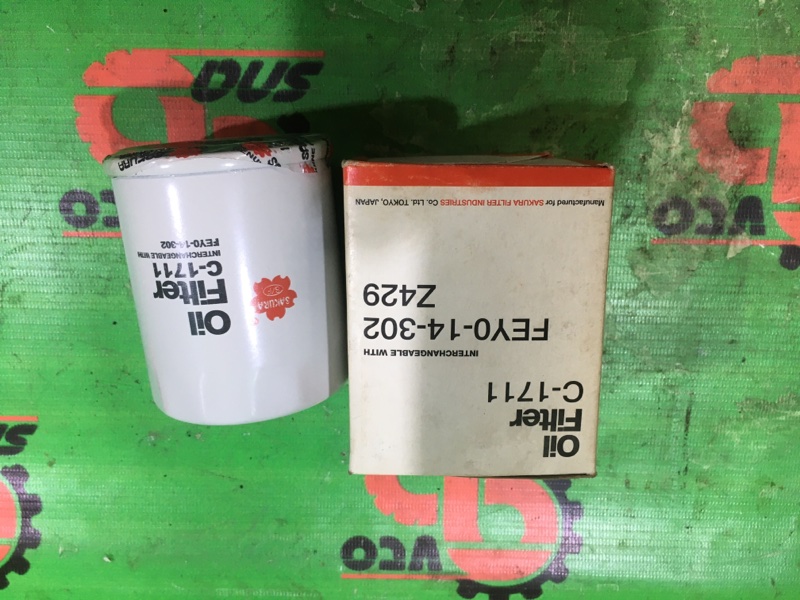 Oil
Filter
C-1711
INTERCHANGEABLE WITH
FEY0-14-302
SAKURA
Oil
Filter
C-1711
INTERCHANGEABLE WITH
FEY0-14-302
Z429
Manufactured for SAKURA FILTER INDUSTRIES Co. Ltd. TOKYO, JAPAN